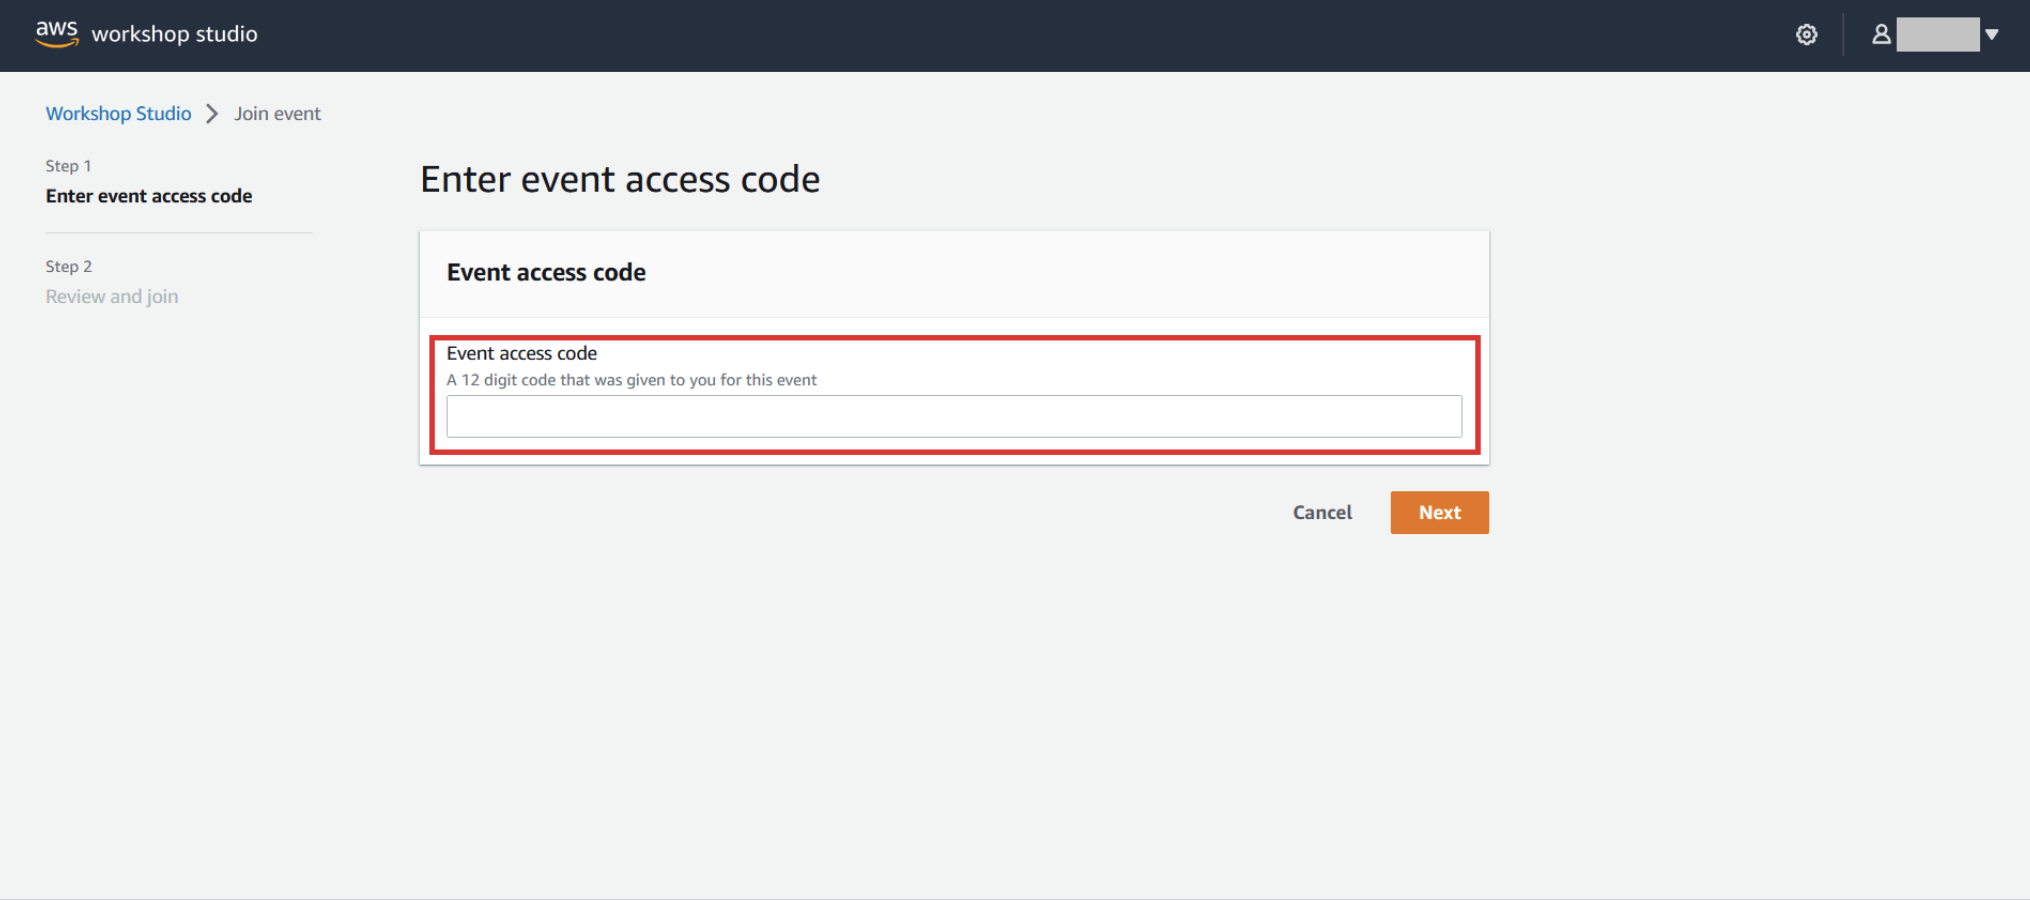 aws workshop studio
Workshop Studio Join event
Step 1
Enter event access code
Step 2
Review and join
Enter event access code
Event access code
Event access code
A 12 digit code that was given to you for this event
Cancel Next